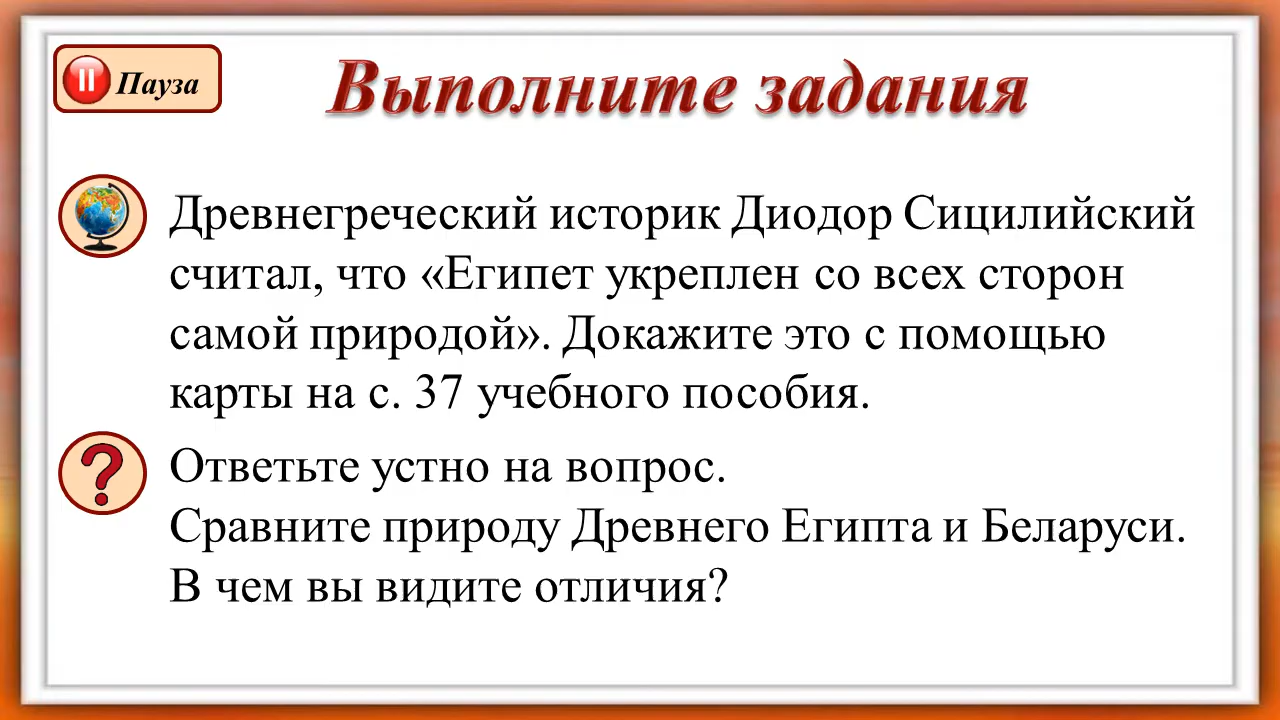 Пауза
Выполните задания
Древнегреческий историк Диодор Сицилийский
считал, что «Египет укреплен со всех сторон
самой природой». Докажите это с помощью
карты на с. 37 учебного пособия.
?
Ответьте устно на вопрос.
Сравните природу Древнего Египта и Беларуси.
В чем вы видите отличия?